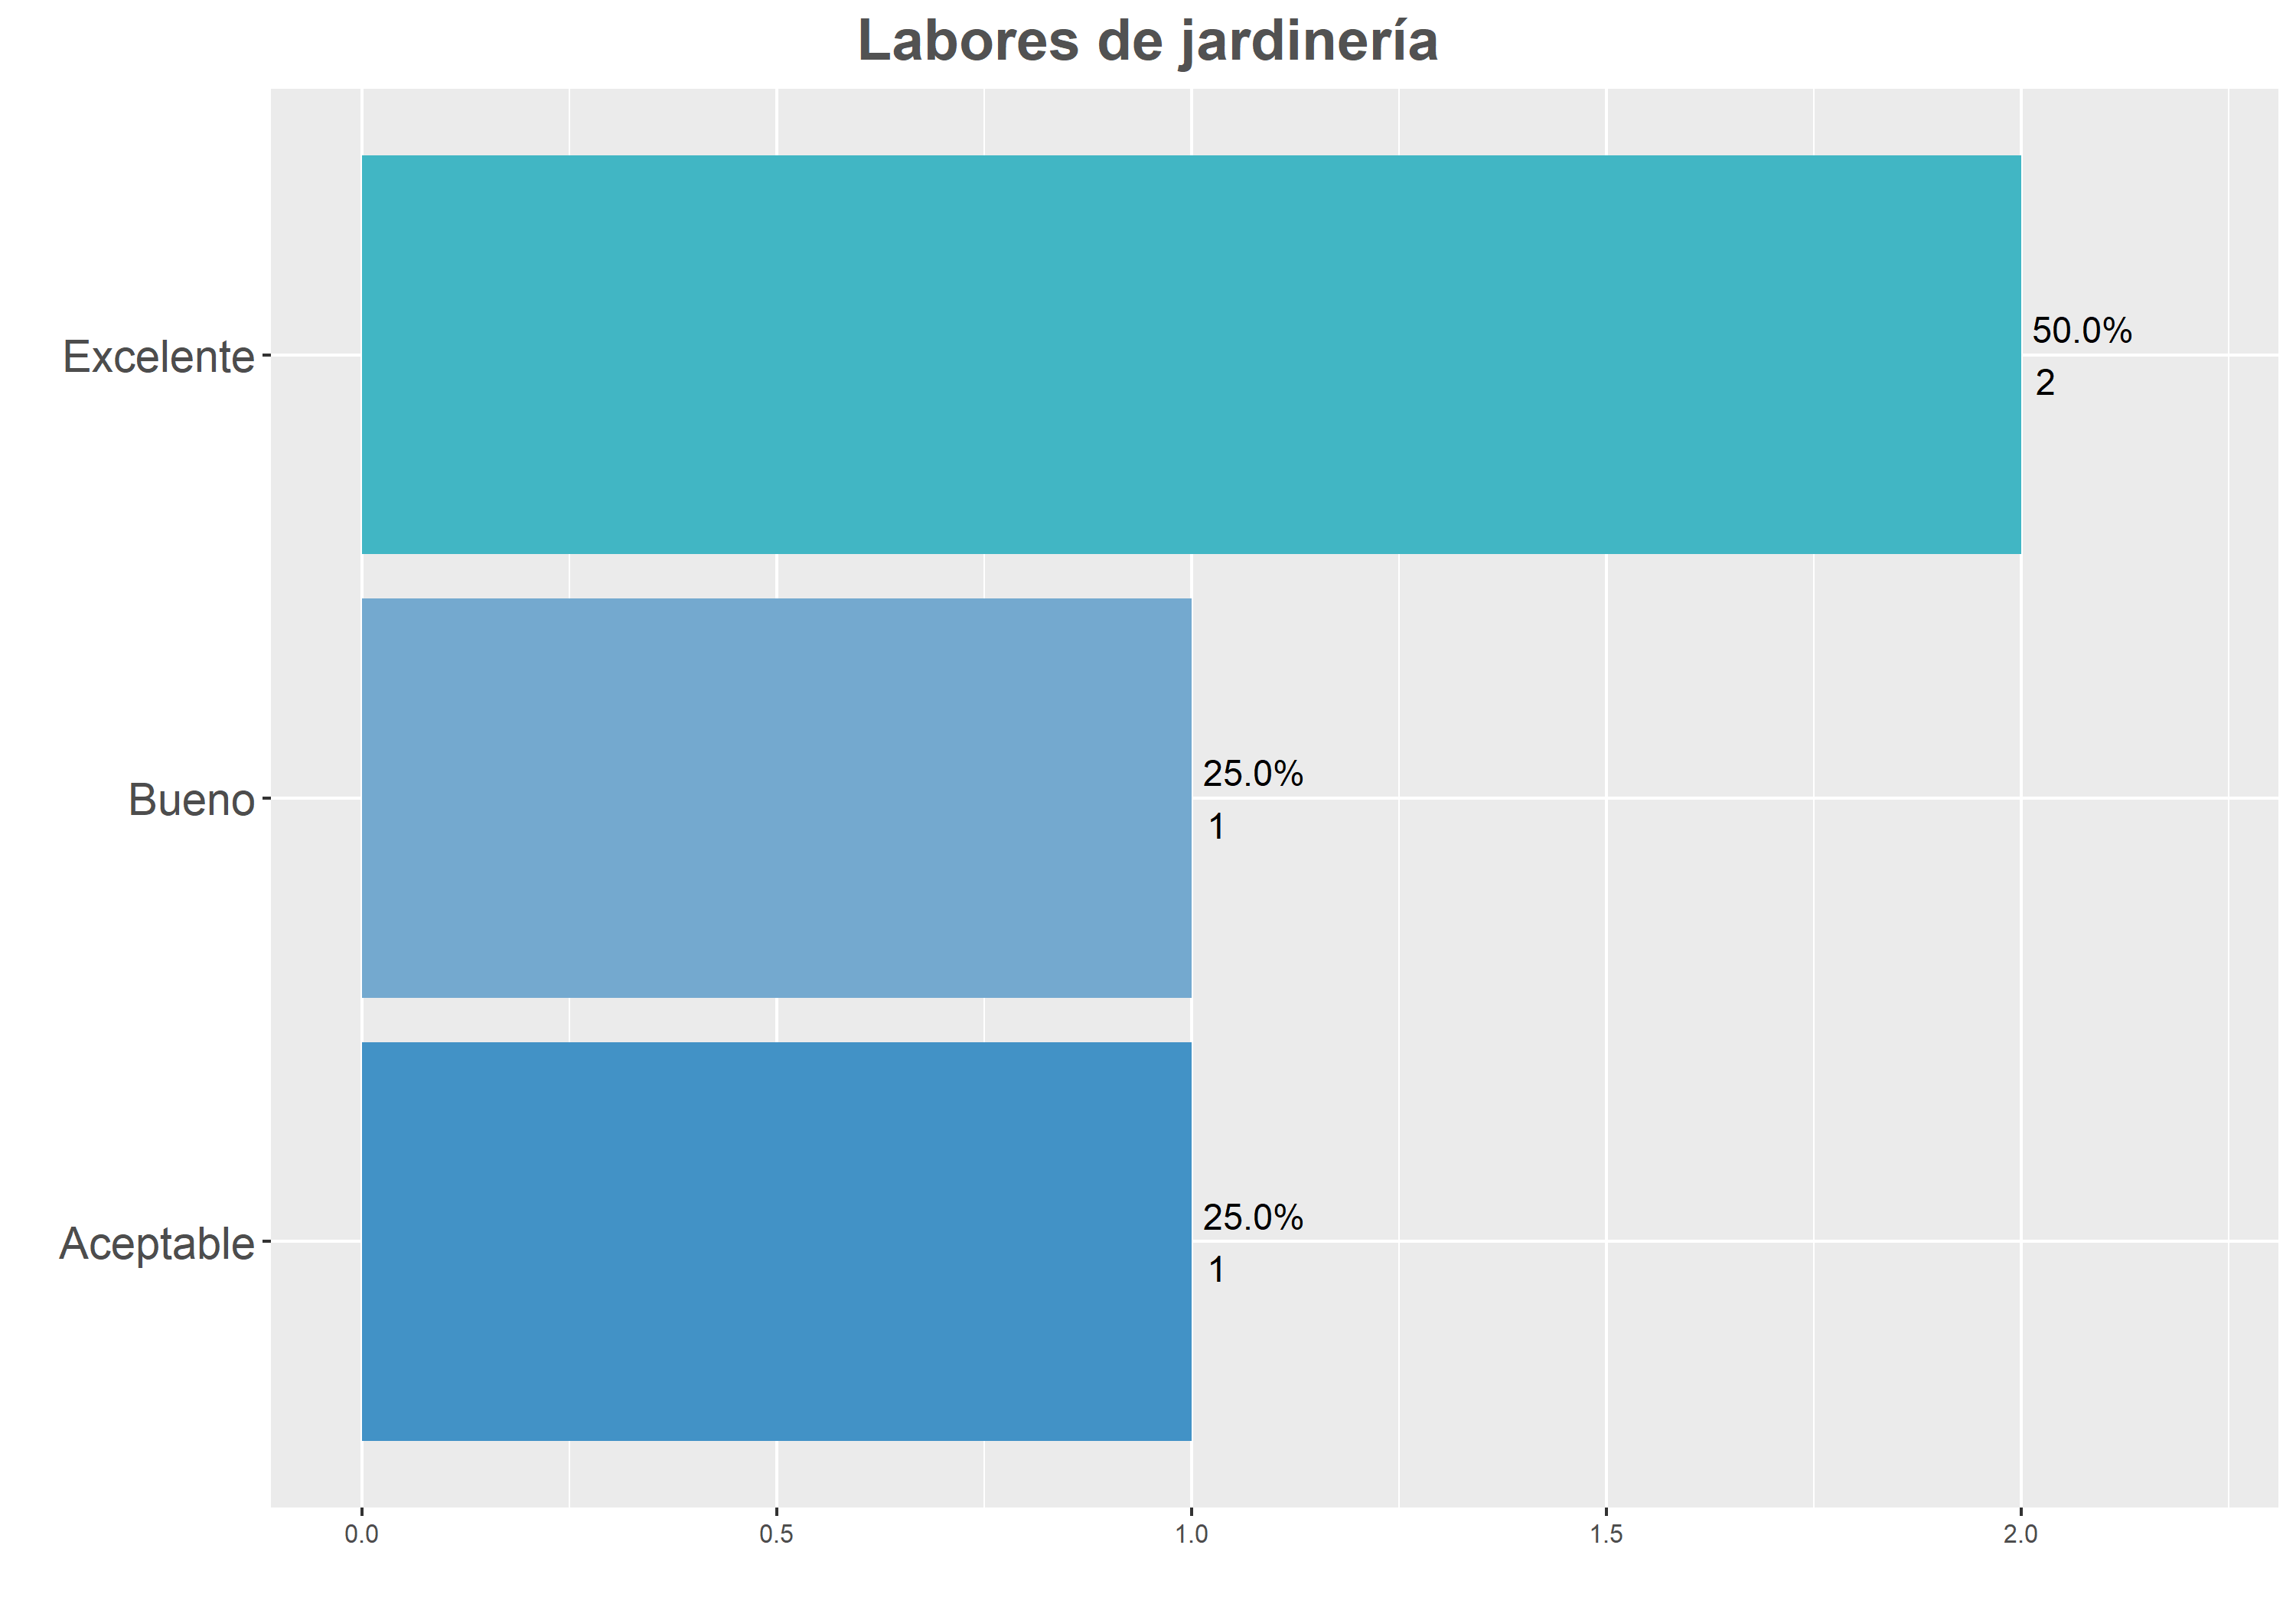 Labores de jardinería
Excelente
50.0%
2
Bueno
25.0%
1
Aceptable
25.0%
1
0.0 0.5 1.0 1.5 2.0